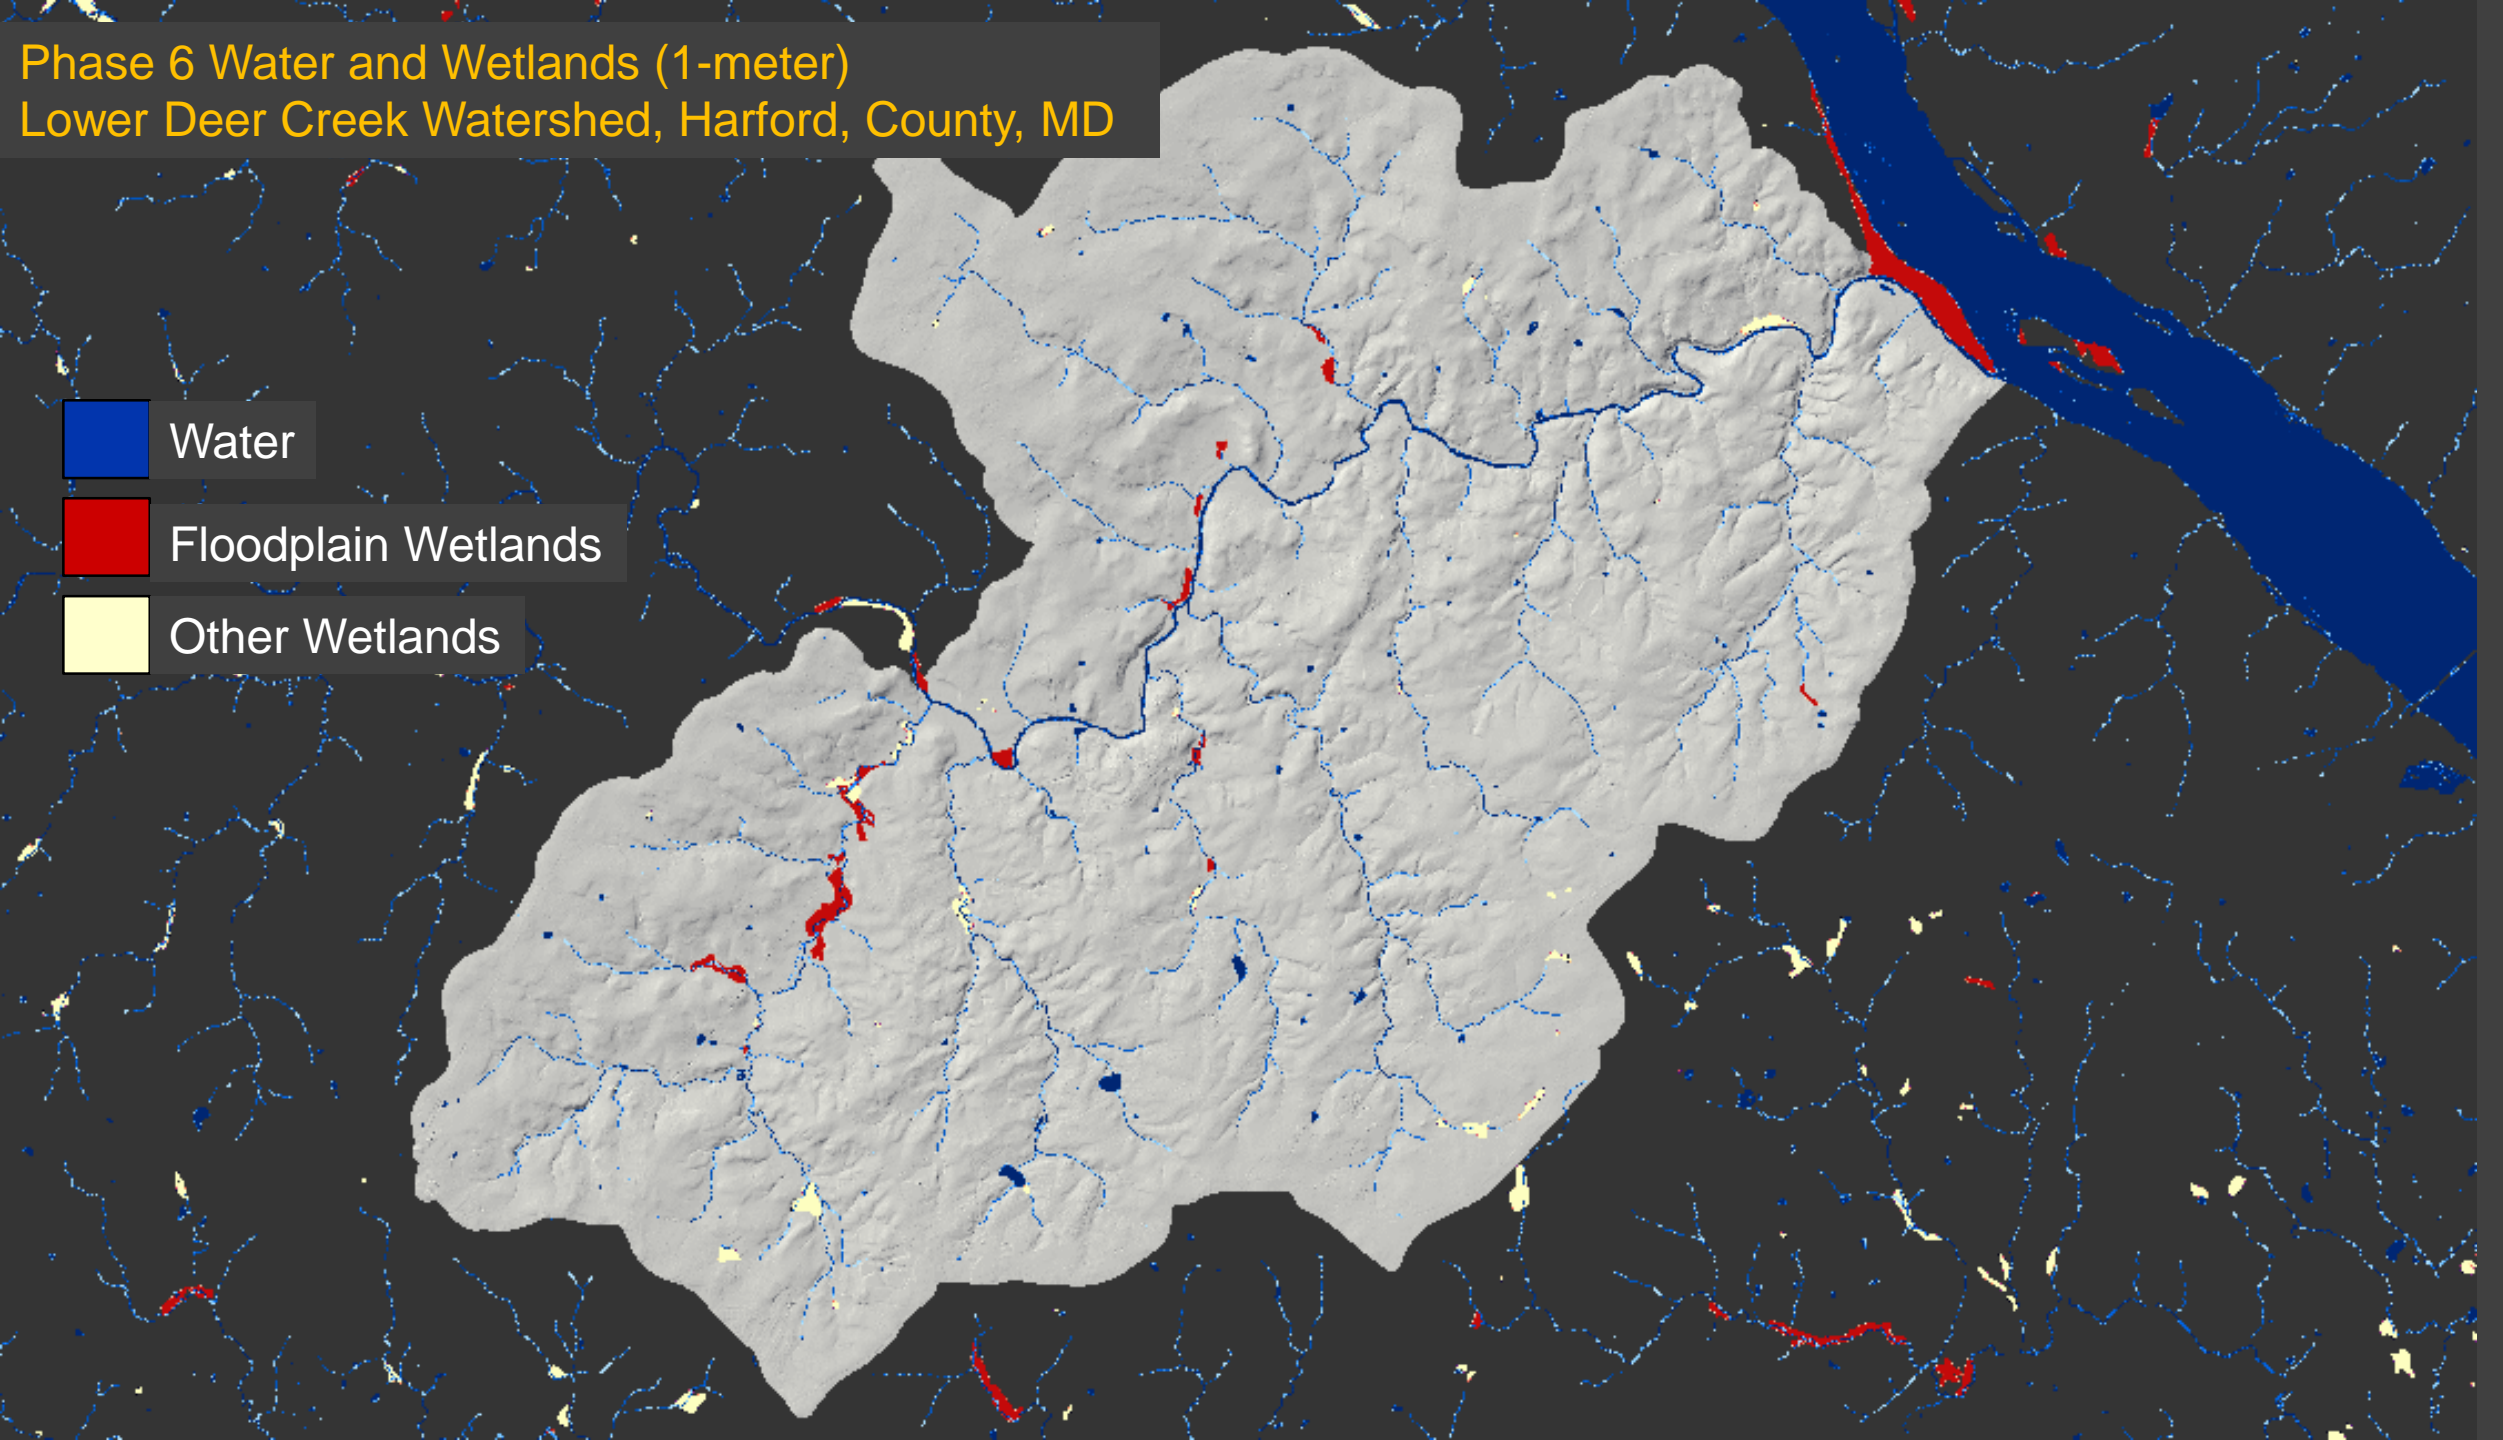 Phase 6 Water and Wetlands (1-meter)
Lower Deer Creek Watershed, Harford, County, MD
Water
Floodplain Wetlands
Other Wetlands